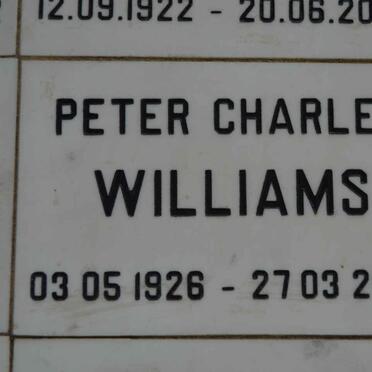 12.09.1922 - 20.06.20
PETER CHARLE
WILLIAMS
03 05 1926 - 27 03 2